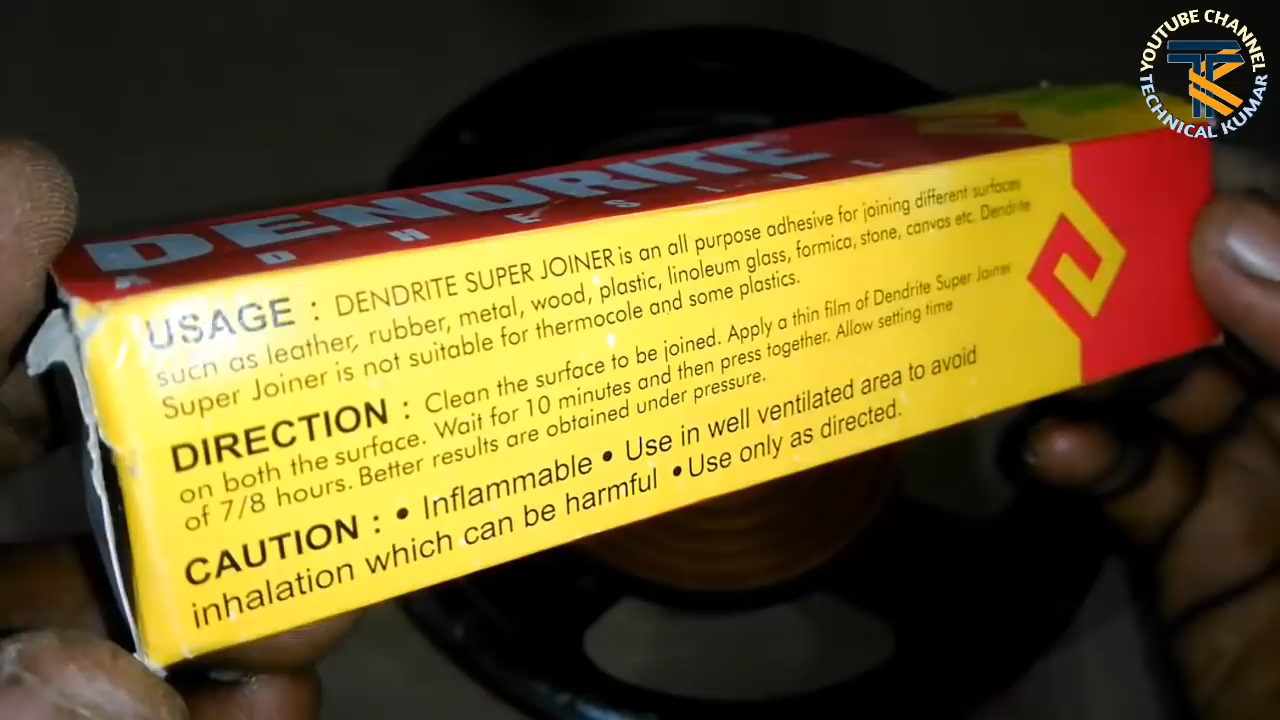 YOUTUBE CHANNEL
TECHNICAL KUMAR
DENDRITE
USAGE : DENDRITE SUPER JOINER is an all purpose adhesive for joining different surfaces
such as leather, rubber, metal, wood, plastic, linoleum glass, formica, stone, canvas etc. Dendrite
Super Joiner is not suitable for thermocole and some plastics.
DIRECTION : Clean the surface to be joined. Apply a thin film of Dendrite Super Joiner
on both the surface. Wait for 10 minutes and then press together. Allow setting time
of 7/8 hours. Better results are obtained under pressure.
CAUTION : • Inflammable • Use in well ventilated area to avoid
inhalation which can be harmful • Use only as directed.